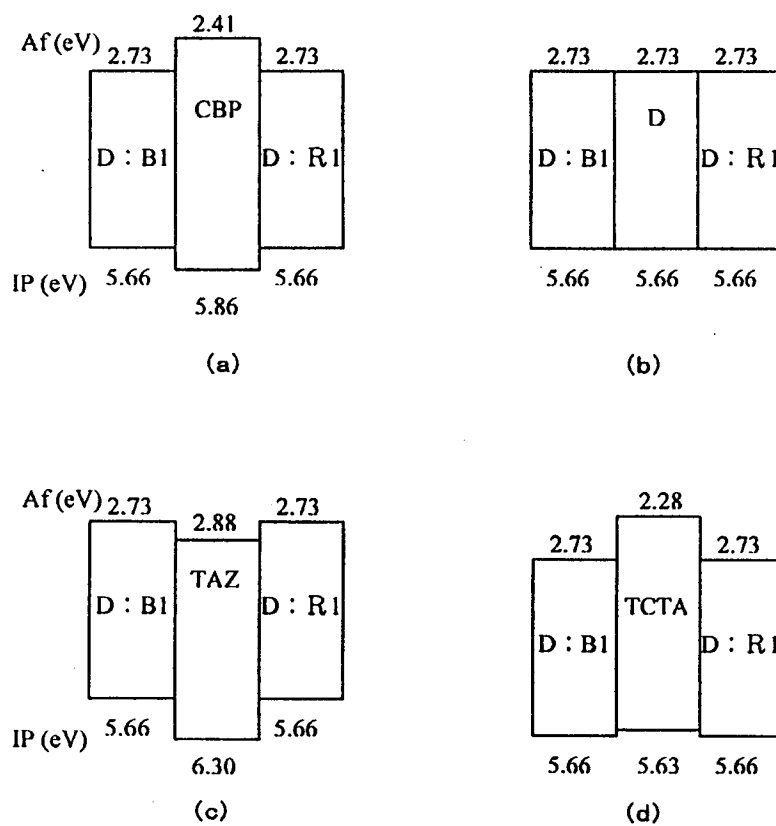 Af (eV) 2.73 2.41 2.73
CBP
D : B1 D : R1
IP (eV) 5.66 5.86 5.66
(a)
2.73 2.73 2.73
D
D : B1 D : R1
5.66 5.66 5.66
(b)
Af (eV) 2.73 2.88 2.73
TAZ
D : B1 D : R1
IP (eV) 5.66 6.30 5.66
(c)
2.73 2.28 2.73
TCTA
D : B1 D : R1
5.66 5.63 5.66
(d)